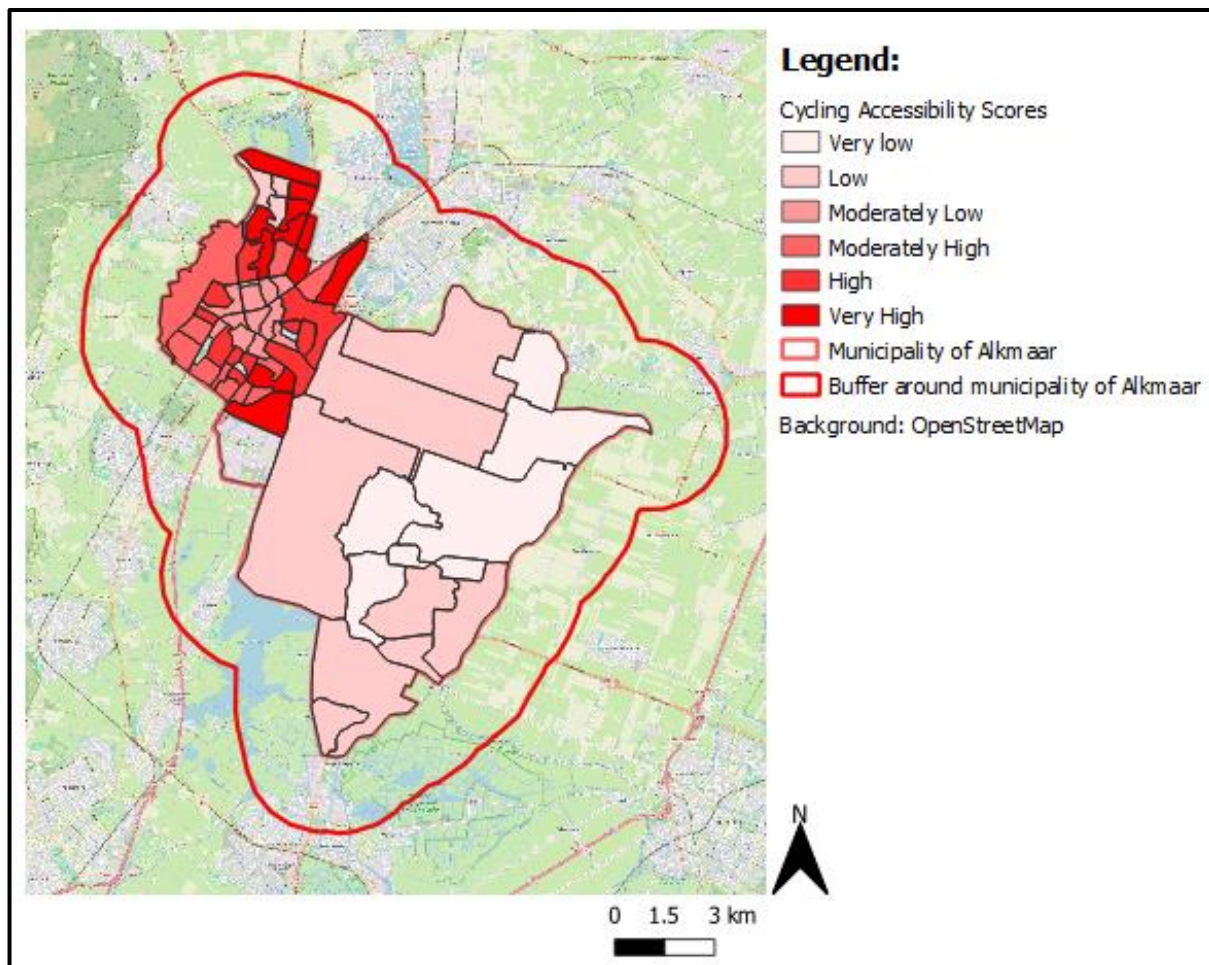 Legend:
Cycling Accessibility Scores
Very low
Low
Moderately Low
Moderately High
High
Very High
Municipality of Alkmaar
Buffer around municipality of Alkmaar
Background: OpenStreetMap
N
0 1.5 3 km